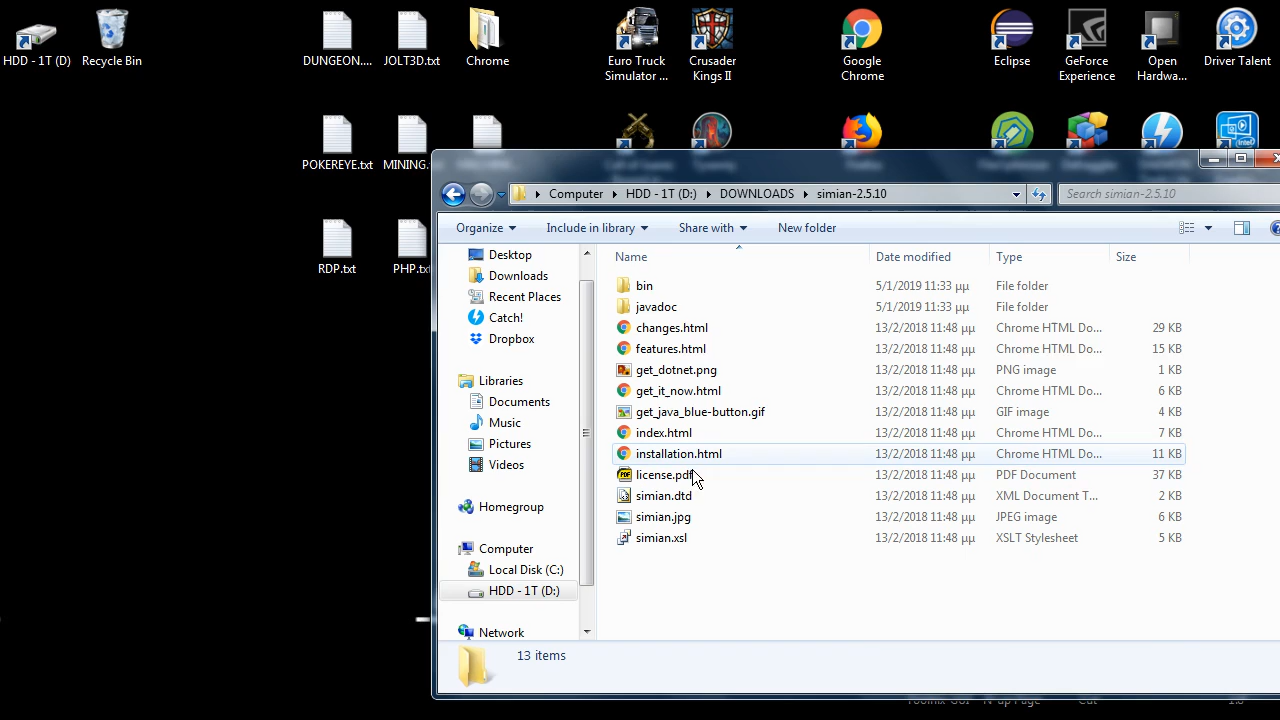 HDD - 1T (D)
Recycle Bin
DUNGEON....
JOLT3D.txt
Chrome
Euro Truck
Simulator ...
Crusader
Kings II
Google
Chrome
Eclipse
GeForce
Experience
Open
Hardwa...
Driver Talent
POKEREYE.txt
MINING.
RDP.txt
PHP.txt
Computer
HDD - 1T (D:)
DOWNLOADS
simian-2.5.10
Search simian-2.5.10
Organize
Include in library
Share with
New folder
Desktop
Downloads
Recent Places
Catch!
Dropbox
Libraries
Documents
Music
Pictures
Videos
Homegroup
Computer
Local Disk (C:)
HDD - 1T (D:)
Network
Name Date modified Type Size
bin 5/1/2019 11:33 μμ File folder
javadoc 5/1/2019 11:33 μμ File folder
changes.html 13/2/2018 11:48 μμ Chrome HTML Do... 29 KB
features.html 13/2/2018 11:48 μμ Chrome HTML Do... 15 KB
get_dotnet.png 13/2/2018 11:48 μμ PNG image 1 KB
get_it_now.html 13/2/2018 11:48 μμ Chrome HTML Do... 6 KB
get_java_blue-button.gif 13/2/2018 11:48 μμ GIF image 4 KB
index.html 13/2/2018 11:48 μμ Chrome HTML Do... 7 KB
installation.html 13/2/2018 11:48 μμ Chrome HTML Do... 11 KB
license.pdf 13/2/2018 11:48 μμ PDF Document 37 KB
simian.dtd 13/2/2018 11:48 μμ XML Document T... 2 KB
simian.jpg 13/2/2018 11:48 μμ JPEG image 6 KB
simian.xsl 13/2/2018 11:48 μμ XSLT Stylesheet 5 KB
13 items